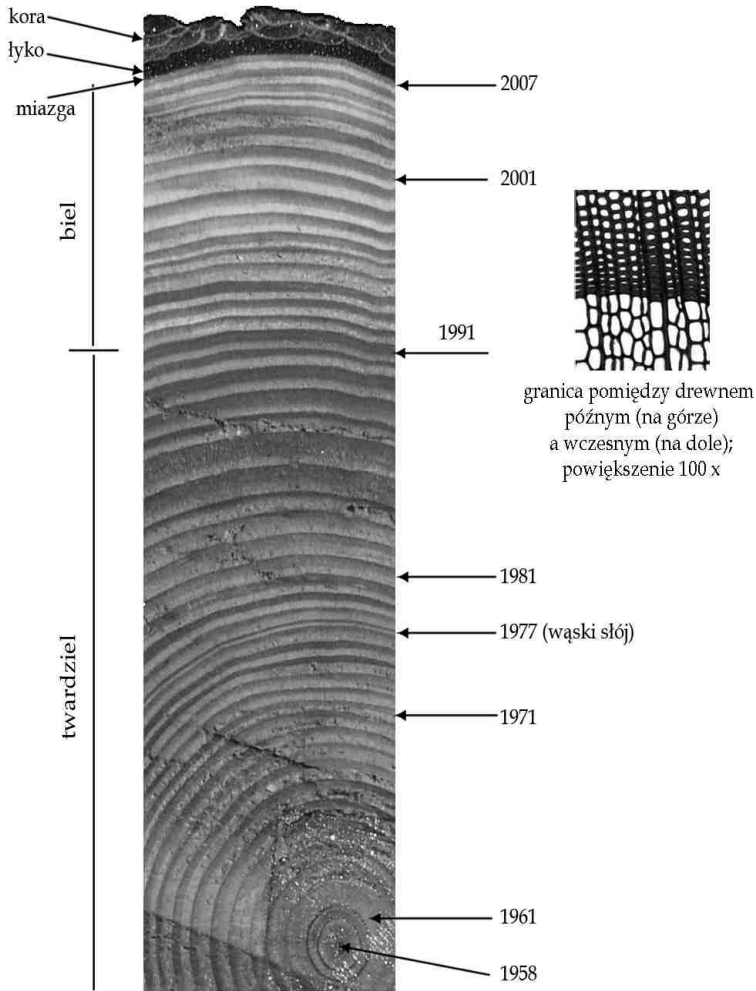 kora
łyko
miazga
2007
2001
biel
1991
granica pomiędzy drewnem
późnym (na górze)
a wczesnym (na dole);
powiększenie 100 x
1981
1977 (wąski słój)
twardziel
1971
1961
1958